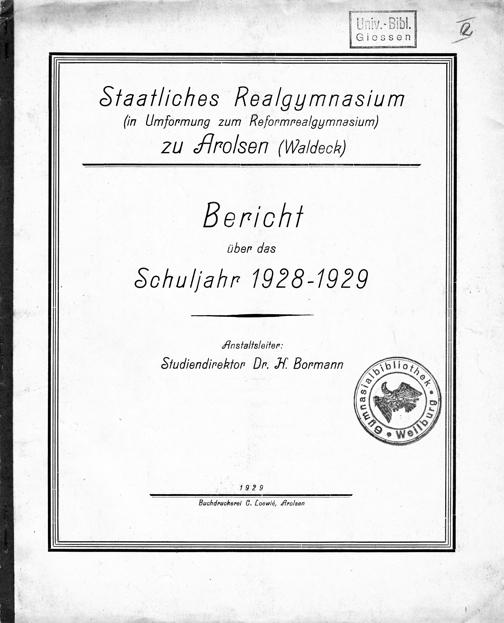 Univ.-Bibl.
Giessen
Staatliches Realgymnasium
(in Umformung zum Reformrealgymnasium)
zu Arolsen (Waldeck)
Bericht
über das
Schuljahr 1928-1929
Anstaltsleiter:
Studiendirektor Dr. H. Bormann
Gymnasialbibliothek
Weilburg
1929
Buchdruckerei C. Loewié, Arolsen